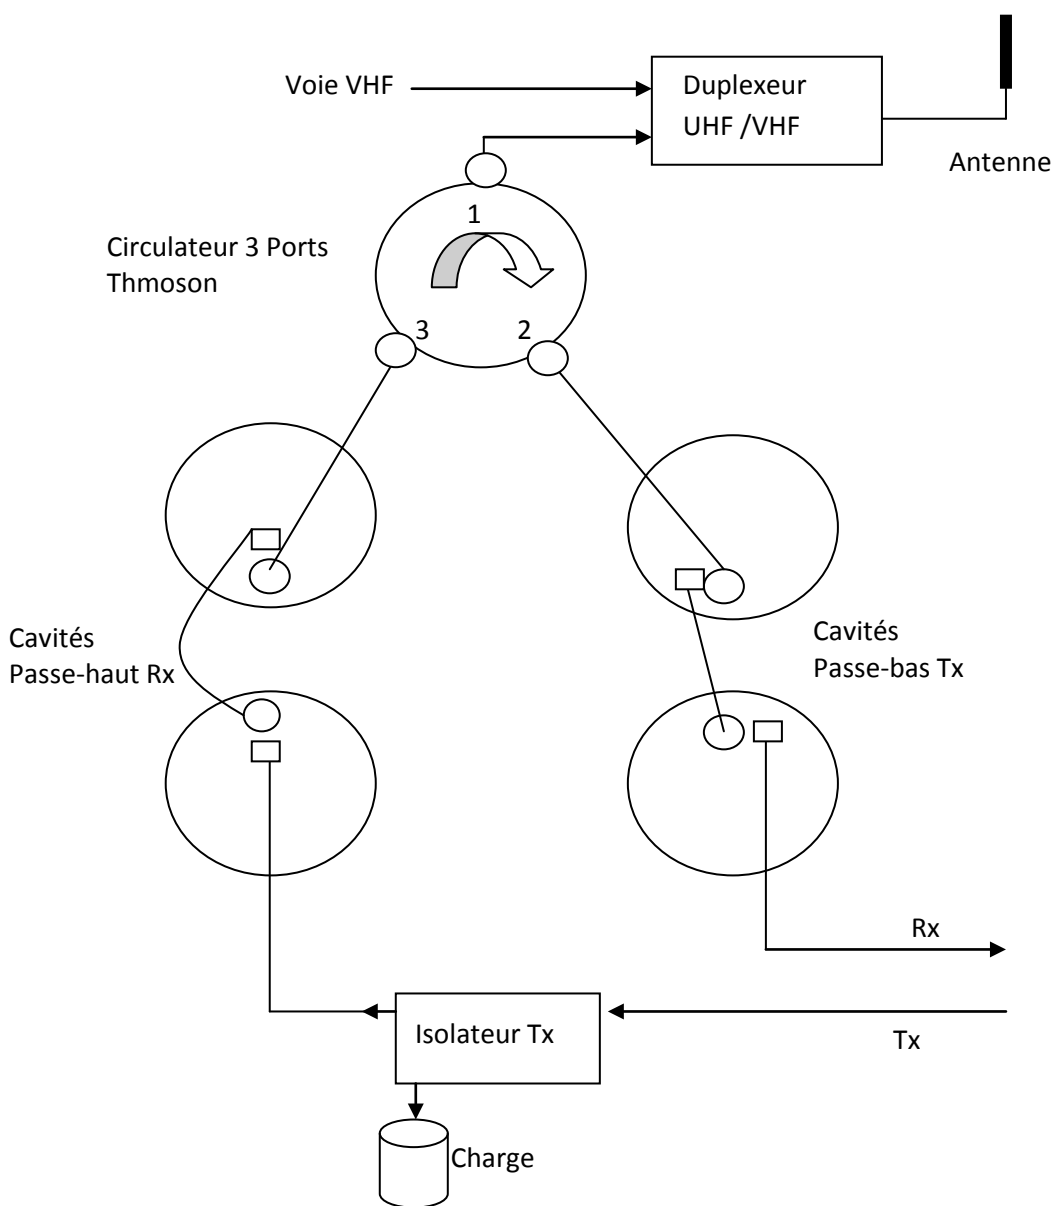 Voie VHF
Duplexeur
UHF /VHF
Antenne
1
Circulateur 3 Ports
Thmoson
3
2
Cavités
Passe-haut Rx
Cavités
Passe-bas Tx
Rx
Isolateur Tx
Tx
Charge